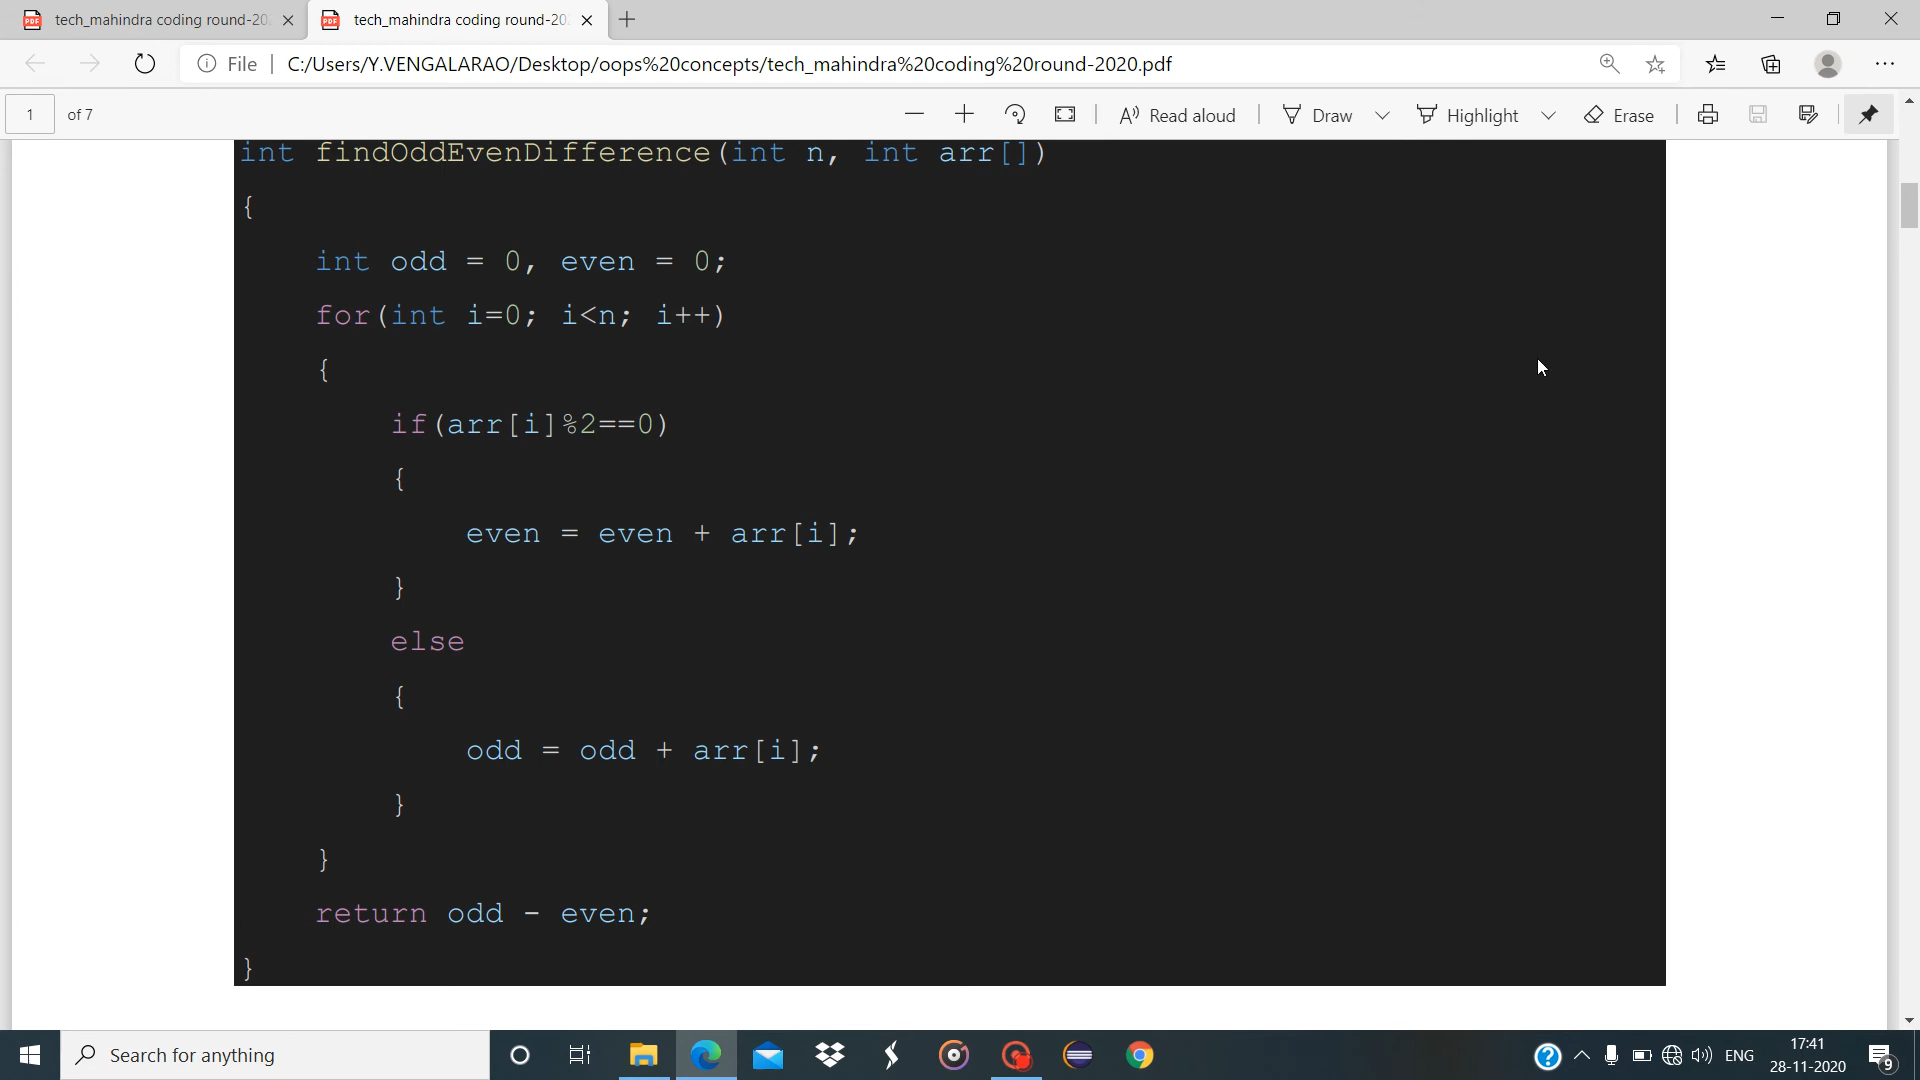 tech_mahindra coding round-20
tech_mahindra coding round-20
File
C:/Users/Y.VENGALARAO/Desktop/oops%20concepts/tech_mahindra%20coding%20round-2020.pdf
1 of 7
Read aloud
Draw
Highlight
Erase
int findOddEvenDifference(int n, int arr[])
{
int odd = 0, even = 0;
for(int i=0; i<n; i++)
{
if(arr[i]%2==0)
{
even = even + arr[i];
}
else
{
odd = odd + arr[i];
}
}
return odd - even;
}
Search for anything
ENG
17:41
28-11-2020
9